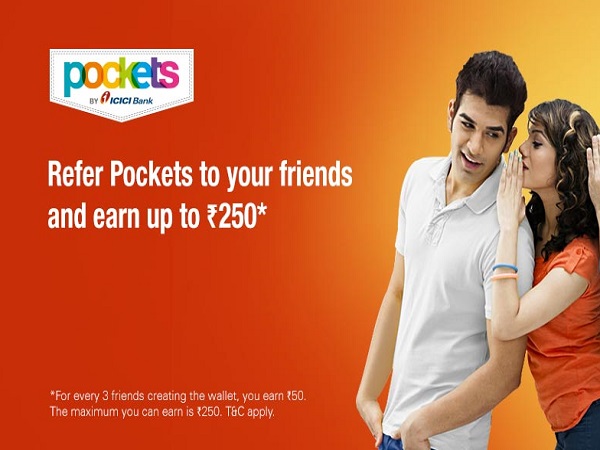 pockets
BY ICICI Bank
Refer Pockets to your friends
and earn up to ₹250*
*For every 3 friends creating the wallet, you earn ₹50.
The maximum you can earn is ₹250. T&C apply.